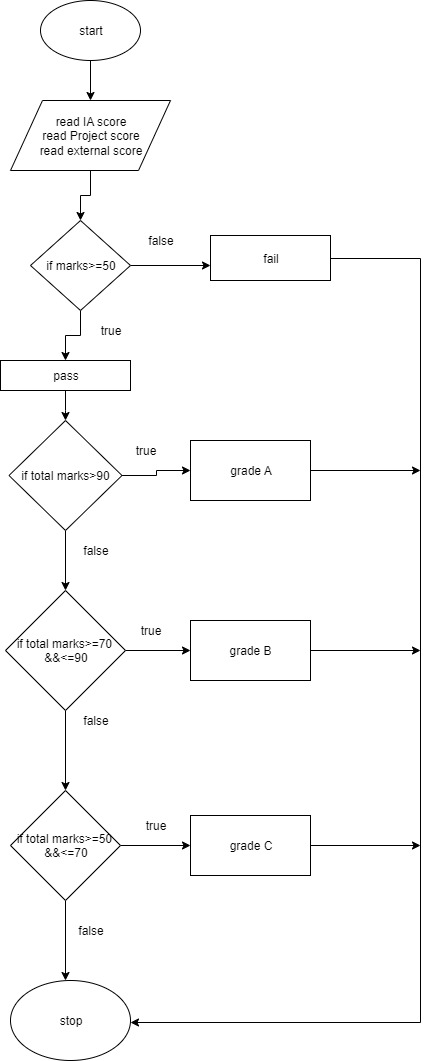 start
read IA score
read Project score
read external score
false
if marks>=50
fail
true
pass
true
if total marks>90
grade A
false
true
if total marks>=70
&&<=90
grade B
false
true
if total marks>=50
&&<=70
grade C
false
stop